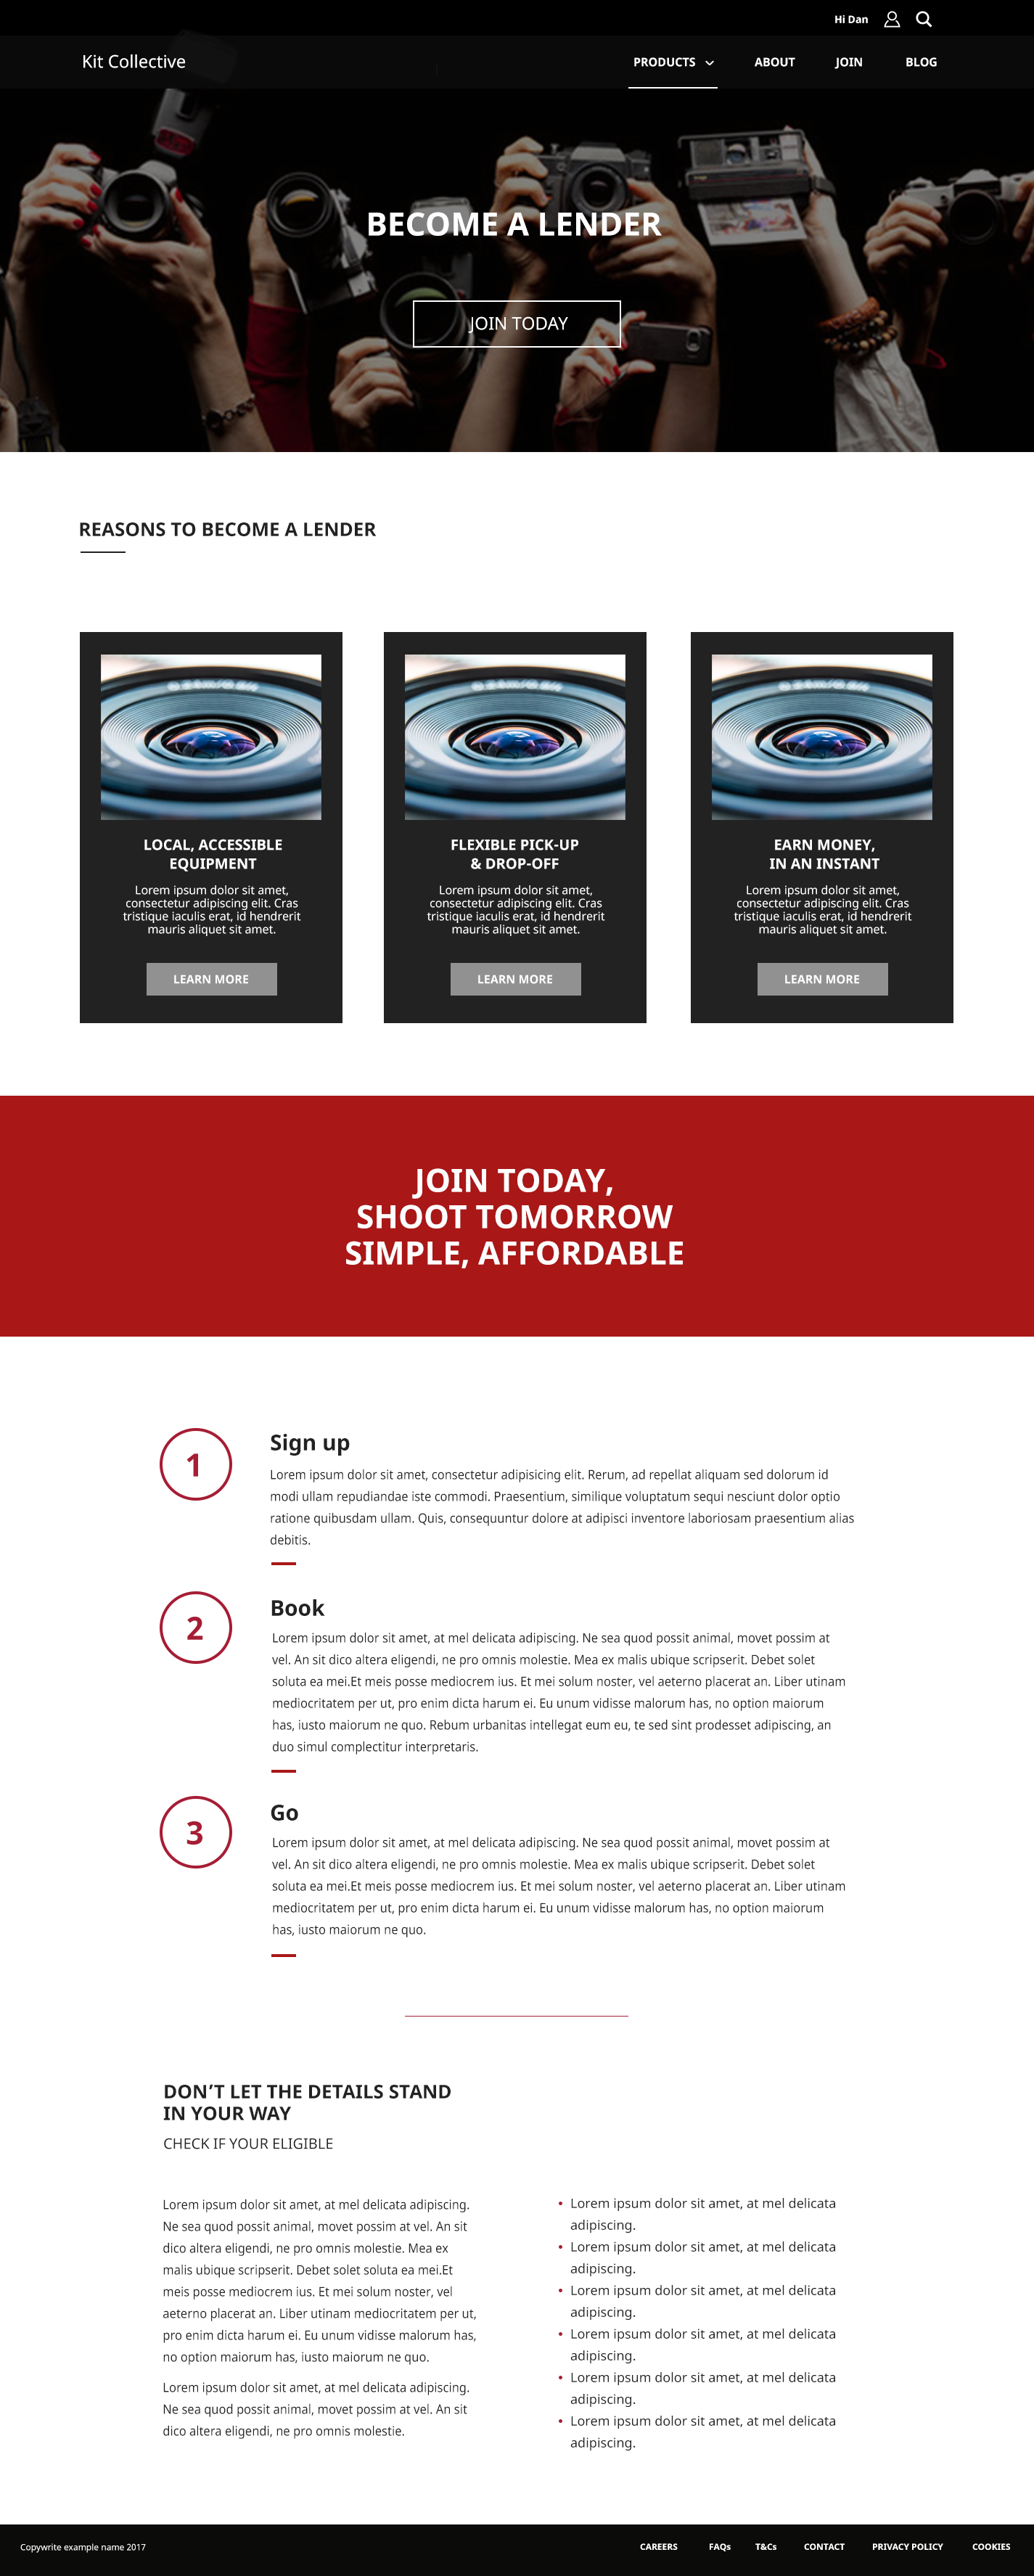 Hi Dan
Kit Collective
PRODUCTS
ABOUT
JOIN
BLOG
BECOME A LENDER
JOIN TODAY
REASONS TO BECOME A LENDER
LOCAL, ACCESSIBLE
EQUIPMENT
Lorem ipsum dolor sit amet,
consectetur adipiscing elit. Cras
tristique iaculis erat, id hendrerit
mauris aliquet sit amet.
LEARN MORE
FLEXIBLE PICK-UP
& DROP-OFF
Lorem ipsum dolor sit amet,
consectetur adipiscing elit. Cras
tristique iaculis erat, id hendrerit
mauris aliquet sit amet.
LEARN MORE
EARN MONEY,
IN AN INSTANT
Lorem ipsum dolor sit amet,
consectetur adipiscing elit. Cras
tristique iaculis erat, id hendrerit
mauris aliquet sit amet.
LEARN MORE
JOIN TODAY,
SHOOT TOMORROW
SIMPLE, AFFORDABLE
1
Sign up
Lorem ipsum dolor sit amet, consectetur adipisicing elit. Rerum, ad repellat aliquam sed dolorum id
modi ullam repudiandae iste commodi. Praesentium, similique voluptatum sequi nesciunt dolor optio
ratione quibusdam ullam. Quis, consequuntur dolore at adipisci inventore laboriosam praesentium alias
debitis.
2
Book
Lorem ipsum dolor sit amet, at mel delicata adipiscing. Ne sea quod possit animal, movet possim at
vel. An sit dico altera eligendi, ne pro omnis molestie. Mea ex malis ubique scripserit. Debet solet
soluta ea mei.Et meis posse mediocrem ius. Et mei solum noster, vel aeterno placerat an. Liber utinam
mediocritatem per ut, pro enim dicta harum ei. Eu unum vidisse malorum has, no option maiorum
has, iusto maiorum ne quo. Rebum urbanitas intellegat eum eu, te sed sint prodesset adipiscing, an
duo simul complectitur interpretaris.
3
Go
Lorem ipsum dolor sit amet, at mel delicata adipiscing. Ne sea quod possit animal, movet possim at
vel. An sit dico altera eligendi, ne pro omnis molestie. Mea ex malis ubique scripserit. Debet solet
soluta ea mei.Et meis posse mediocrem ius. Et mei solum noster, vel aeterno placerat an. Liber utinam
mediocritatem per ut, pro enim dicta harum ei. Eu unum vidisse malorum has, no option maiorum
has, iusto maiorum ne quo.
DON'T LET THE DETAILS STAND
IN YOUR WAY
CHECK IF YOUR ELIGIBLE
Lorem ipsum dolor sit amet, at mel delicata adipiscing.
Ne sea quod possit animal, movet possim at vel. An sit
dico altera eligendi, ne pro omnis molestie. Mea ex
malis ubique scripserit. Debet solet soluta ea mei.Et
meis posse mediocrem ius. Et mei solum noster, vel
aeterno placerat an. Liber utinam mediocritatem per ut,
pro enim dicta harum ei. Eu unum vidisse malorum has,
no option maiorum has, iusto maiorum ne quo.
Lorem ipsum dolor sit amet, at mel delicata adipiscing.
Ne sea quod possit animal, movet possim at vel. An sit
dico altera eligendi, ne pro omnis molestie.
• Lorem ipsum dolor sit amet, at mel delicata
adipiscing.
• Lorem ipsum dolor sit amet, at mel delicata
adipiscing.
• Lorem ipsum dolor sit amet, at mel delicata
adipiscing.
• Lorem ipsum dolor sit amet, at mel delicata
adipiscing.
• Lorem ipsum dolor sit amet, at mel delicata
adipiscing.
• Lorem ipsum dolor sit amet, at mel delicata
adipiscing.
Copywrite example name 2017
CAREERS
FAQs
T&Cs
CONTACT
PRIVACY POLICY
COOKIES